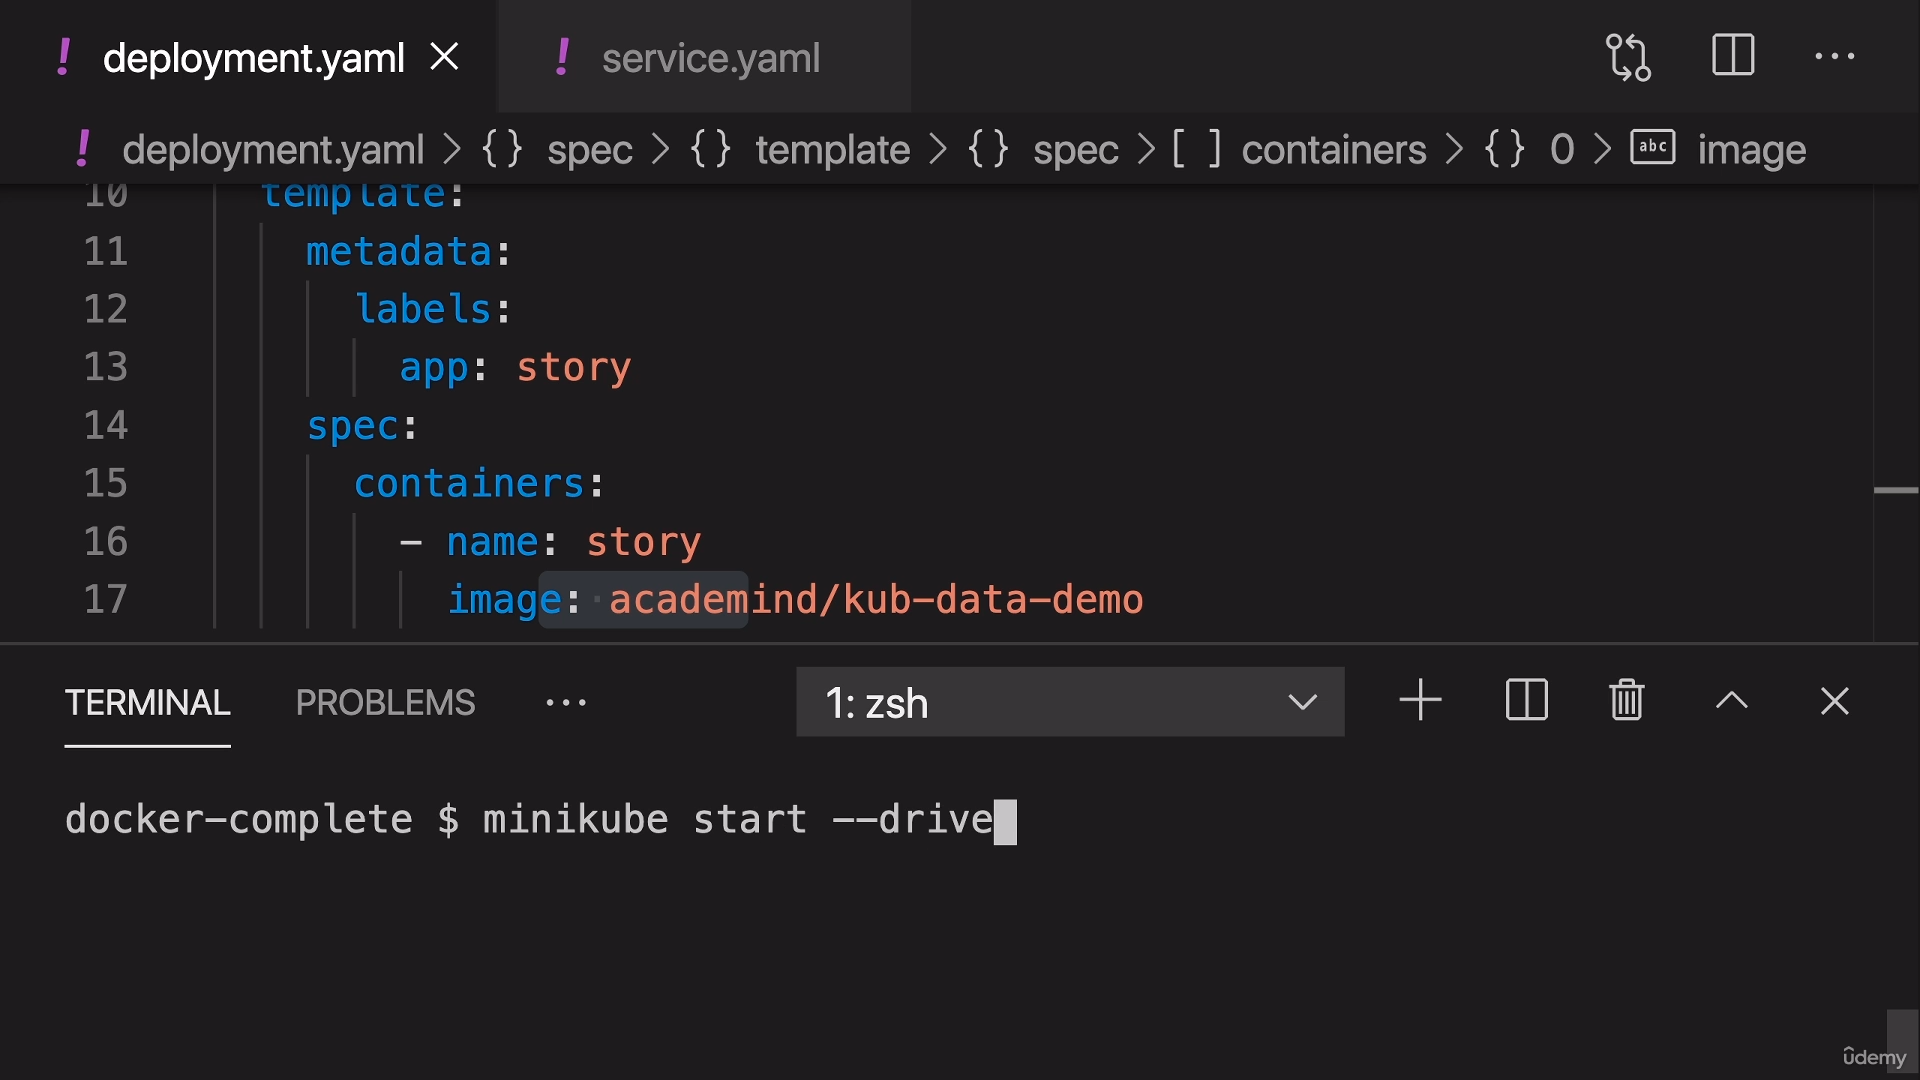 ! deployment.yaml ! service.yaml
! deployment.yaml > {} spec > {} template > {} spec > [ ] containers > {} 0 > abc image
10 template:
11 metadata:
12 labels:
13 app: story
14 spec:
15 containers:
16 - name: story
17 image: academind/kub-data-demo
TERMINAL PROBLEMS ··· 1: zsh
docker-complete $ minikube start --drive
ûdemy